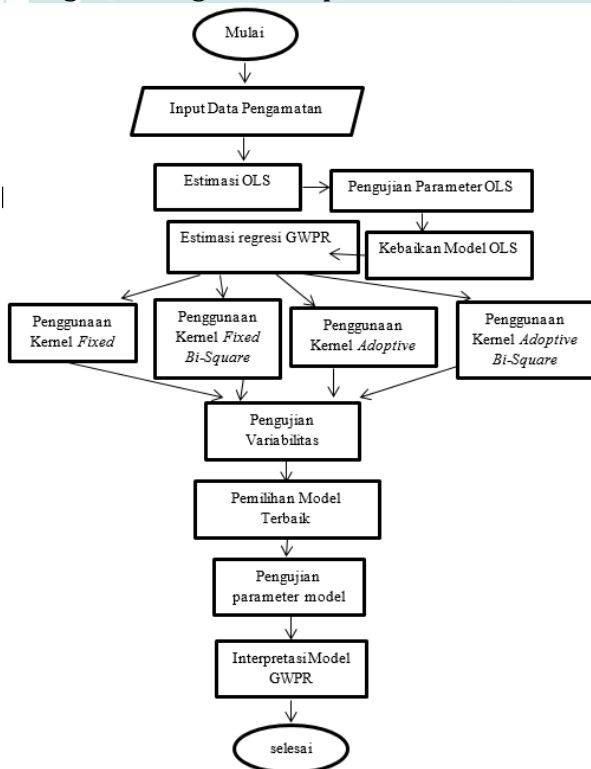 Mulai
Input Data Pengamatan
Estimasi OLS
Pengujian Parameter OLS
Estimasi regresi GWPR
Kebaikan Model OLS
Penggunaan
Kernel Fixed
Penggunaan
Kernel Fixed
Bi-Square
Penggunaan
Kernel Adoptive
Penggunaan
Kernel Adoptive
Bi-Square
Pengujian
Variabilitas
Pemilihan Model
Terbaik
Pengujian
parameter model
Interpretasi Model
GWPR
selesai